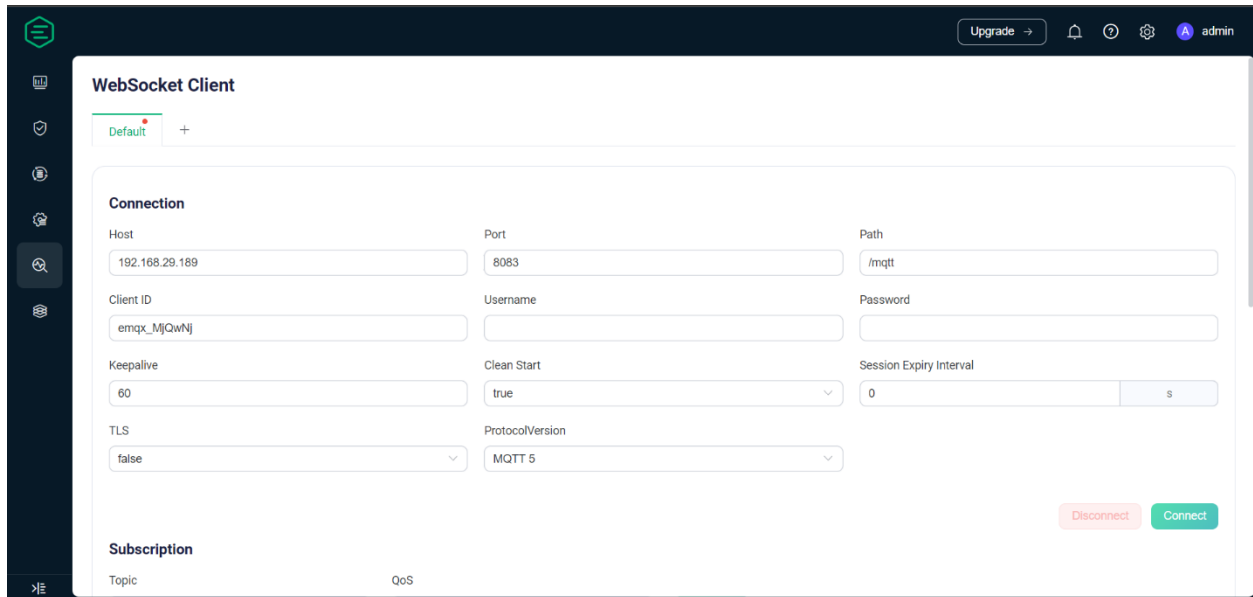 Upgrade →
A admin
WebSocket Client
Default +
Connection
Host Port Path
192.168.29.189 8083 /mqtt
Client ID Username Password
emqx_MjQwNj
Keepalive Clean Start Session Expiry Interval
60 true 0 s
TLS ProtocolVersion
false MQTT 5
Disconnect Connect
Subscription
Topic QoS